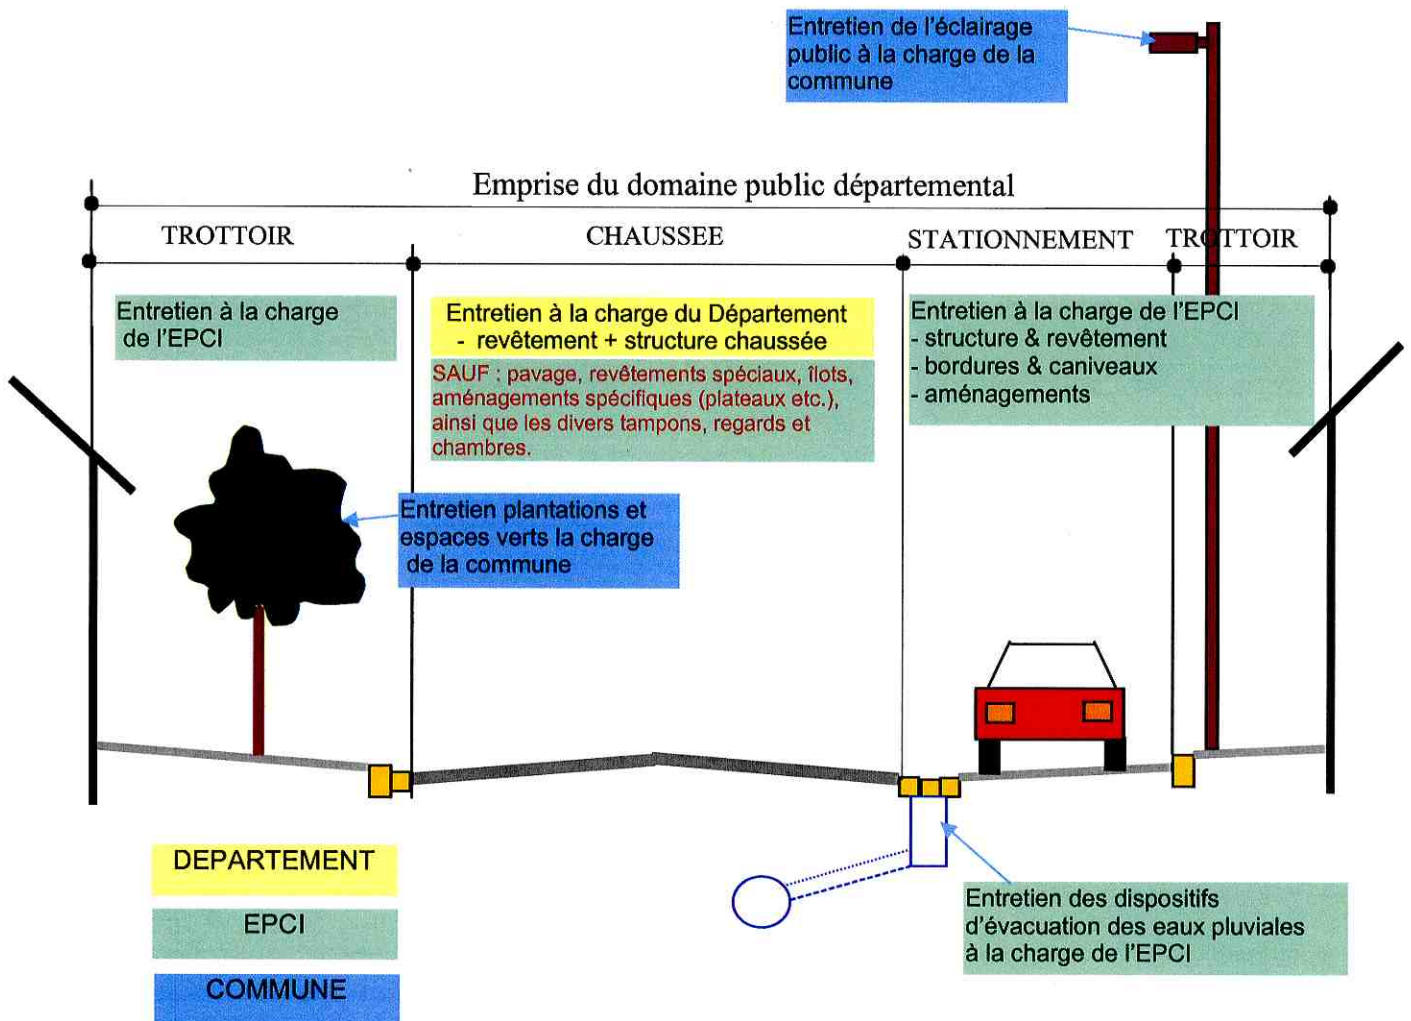 Entretien de l'éclairage
public à la charge de la
commune
Emprise du domaine public départemental
TROTTOIR
CHAUSSEE
STATIONNEMENT
TROTTOIR
Entretien à la charge
de l'EPCI
Entretien à la charge du Département
- revêtement + structure chaussée
SAUF : pavage, revêtements spéciaux, îlots,
aménagements spécifiques (plateaux etc.),
ainsi que les divers tampons, regards et
chambres.
Entretien à la charge de l'EPCI
- structure & revêtement
- bordures & caniveaux
- aménagements
Entretien plantations et
espaces verts la charge
de la commune
Entretien des dispositifs
d'évacuation des eaux pluviales
à la charge de l'EPCI
DEPARTEMENT
EPCI
COMMUNE